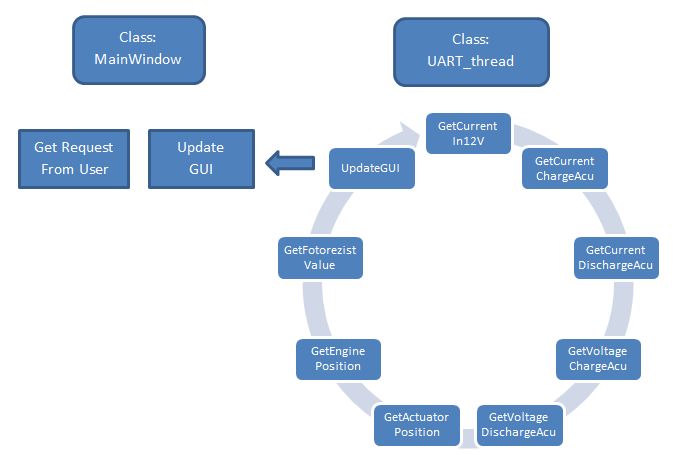 Class:
MainWindow
Class:
UART_thread
Get Request
From User
Update
GUI
UpdateGUI
GetCurrent
In12V
GetCurrent
ChargeAcu
GetCurrent
DischargeAcu
GetVoltage
ChargeAcu
GetVoltage
DischargeAcu
GetActuator
Position
GetEngine
Position
GetFotorezist
Value